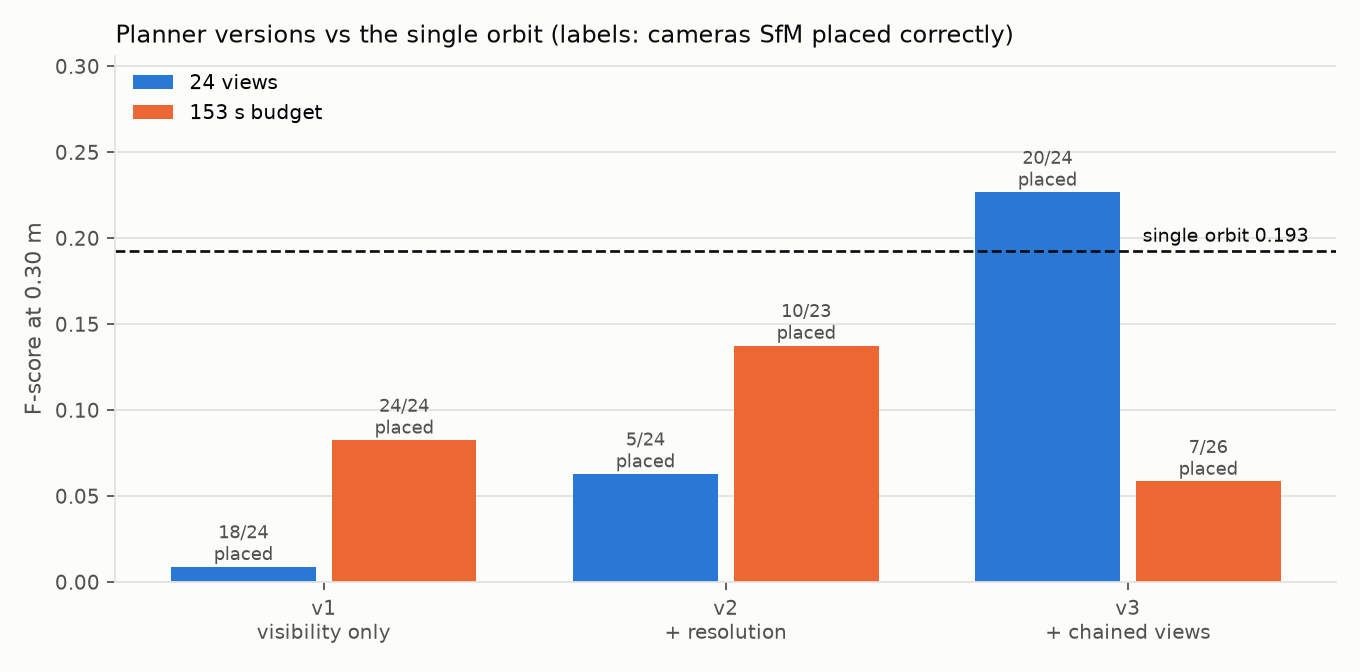 Planner versions vs the single orbit (labels: cameras SfM placed correctly)
24 views
153 s budget
F-score at 0.30 m
0.30
0.25
0.20
0.15
0.10
0.05
0.00
18/24
placed
24/24
placed
5/24
placed
10/23
placed
20/24
placed
7/26
placed
single orbit 0.193
v1
visibility only
v2
+ resolution
v3
+ chained views